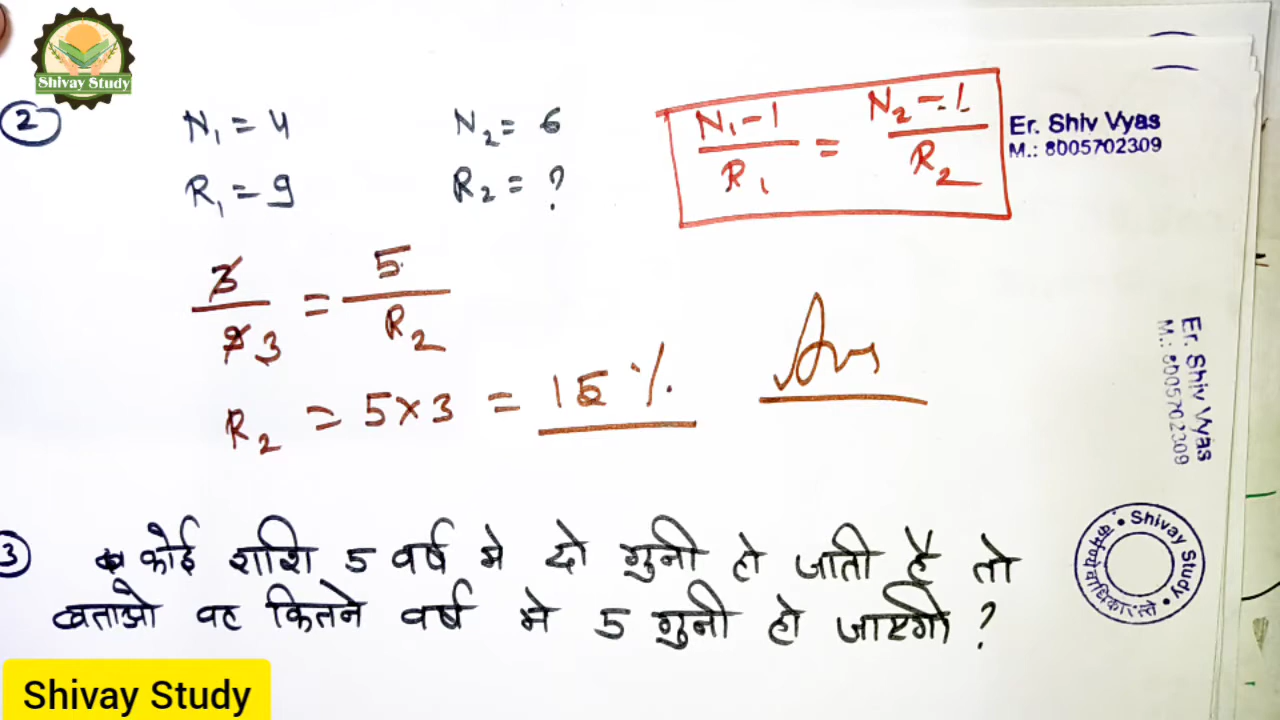 Shivay Study
2
N₁ = 4 N₂ = 6
R₁ = 9 R₂ = ?
N₁-1 / R₁ = N₂-1 / R₂
Er. Shiv Vyas
M.: 8005702309
3 / 9 3 = 5 / R₂
R₂ = 5×3 = 15 %
Ans
Er. Shiv Vyas
M.: 8005702309
3 कोई राशि 5 वर्ष मे दो गुनी हो जाती है तो
बताओ वह कितने वर्ष मे 5 गुनी हो जाएगी ?
Shivay Study
Shivay Study